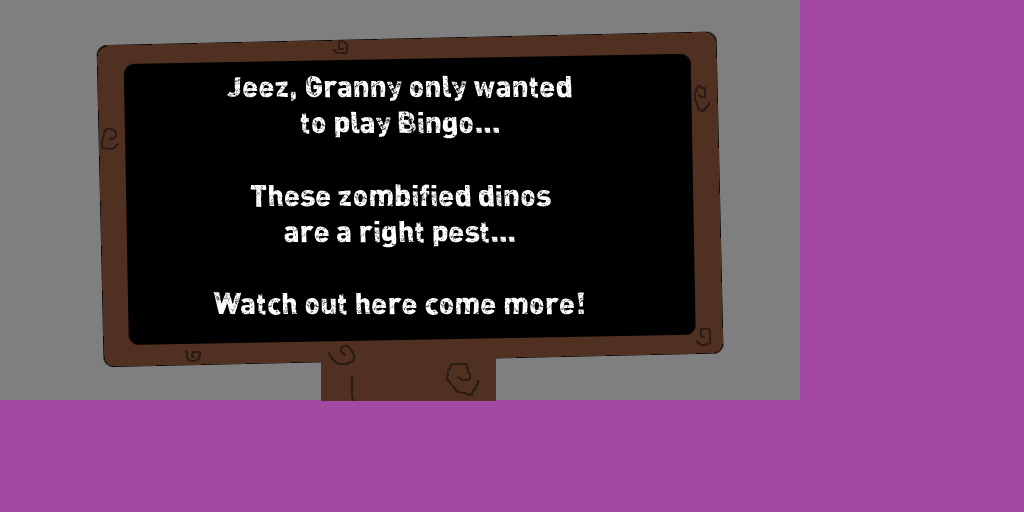 Jeez, Granny only wanted
to play Bingo...
These zombified dinos
are a right pest...
Watch out here come more!